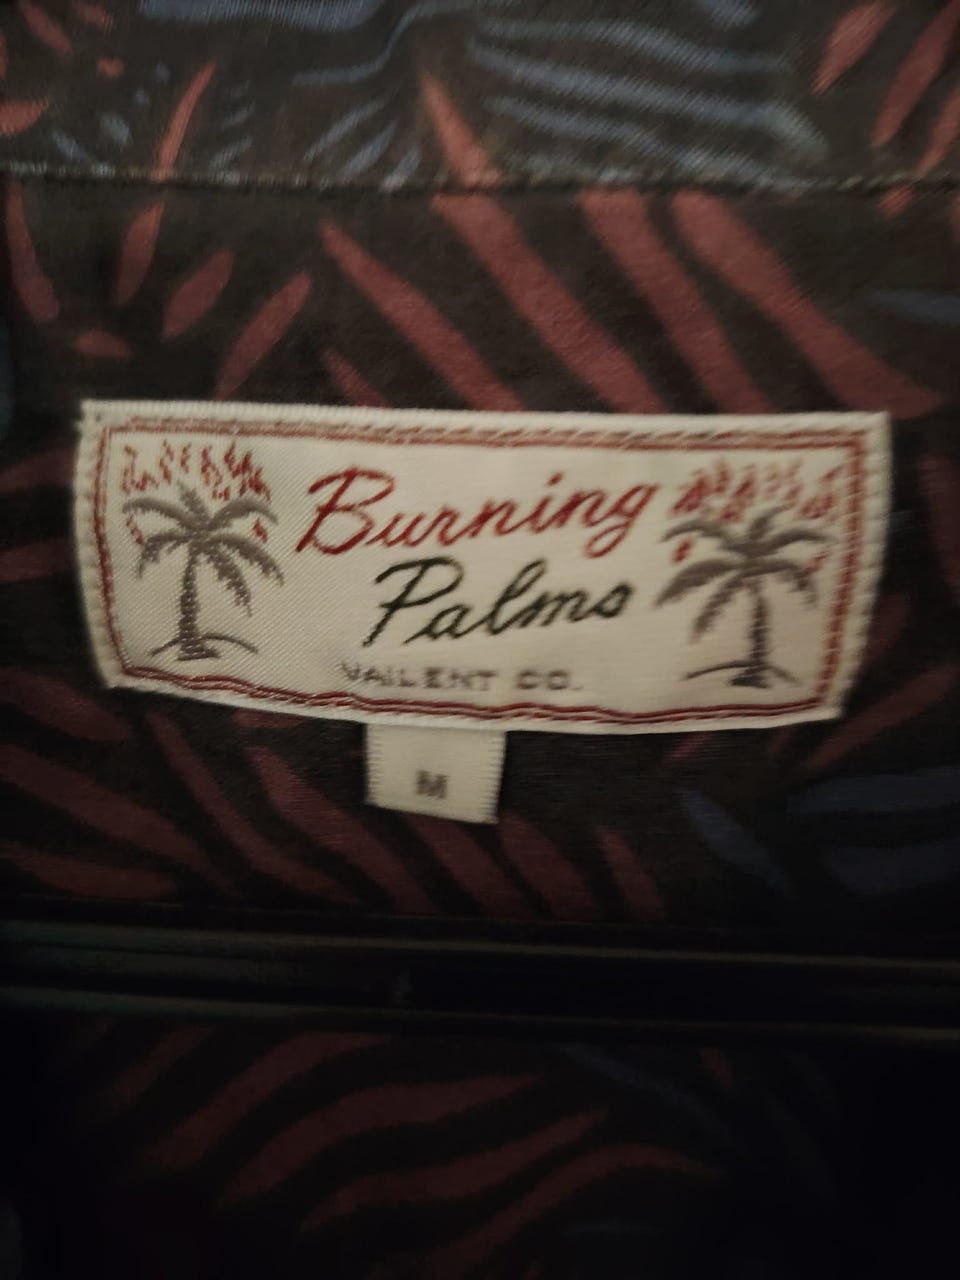 Burning
Palms
VAILENT CO.
M